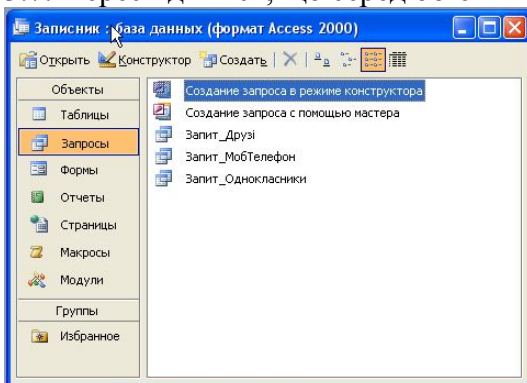 Записник : база данных (формат Access 2000)
Открыть Конструктор Создать
Объекты
Таблицы
Запросы
Формы
Отчеты
Страницы
Макросы
Модули
Группы
Избранное
Создание запроса в режиме конструктора
Создание запроса с помощью мастера
Запит_Друзі
Запит_МобТелефон
Запит_Однокласники